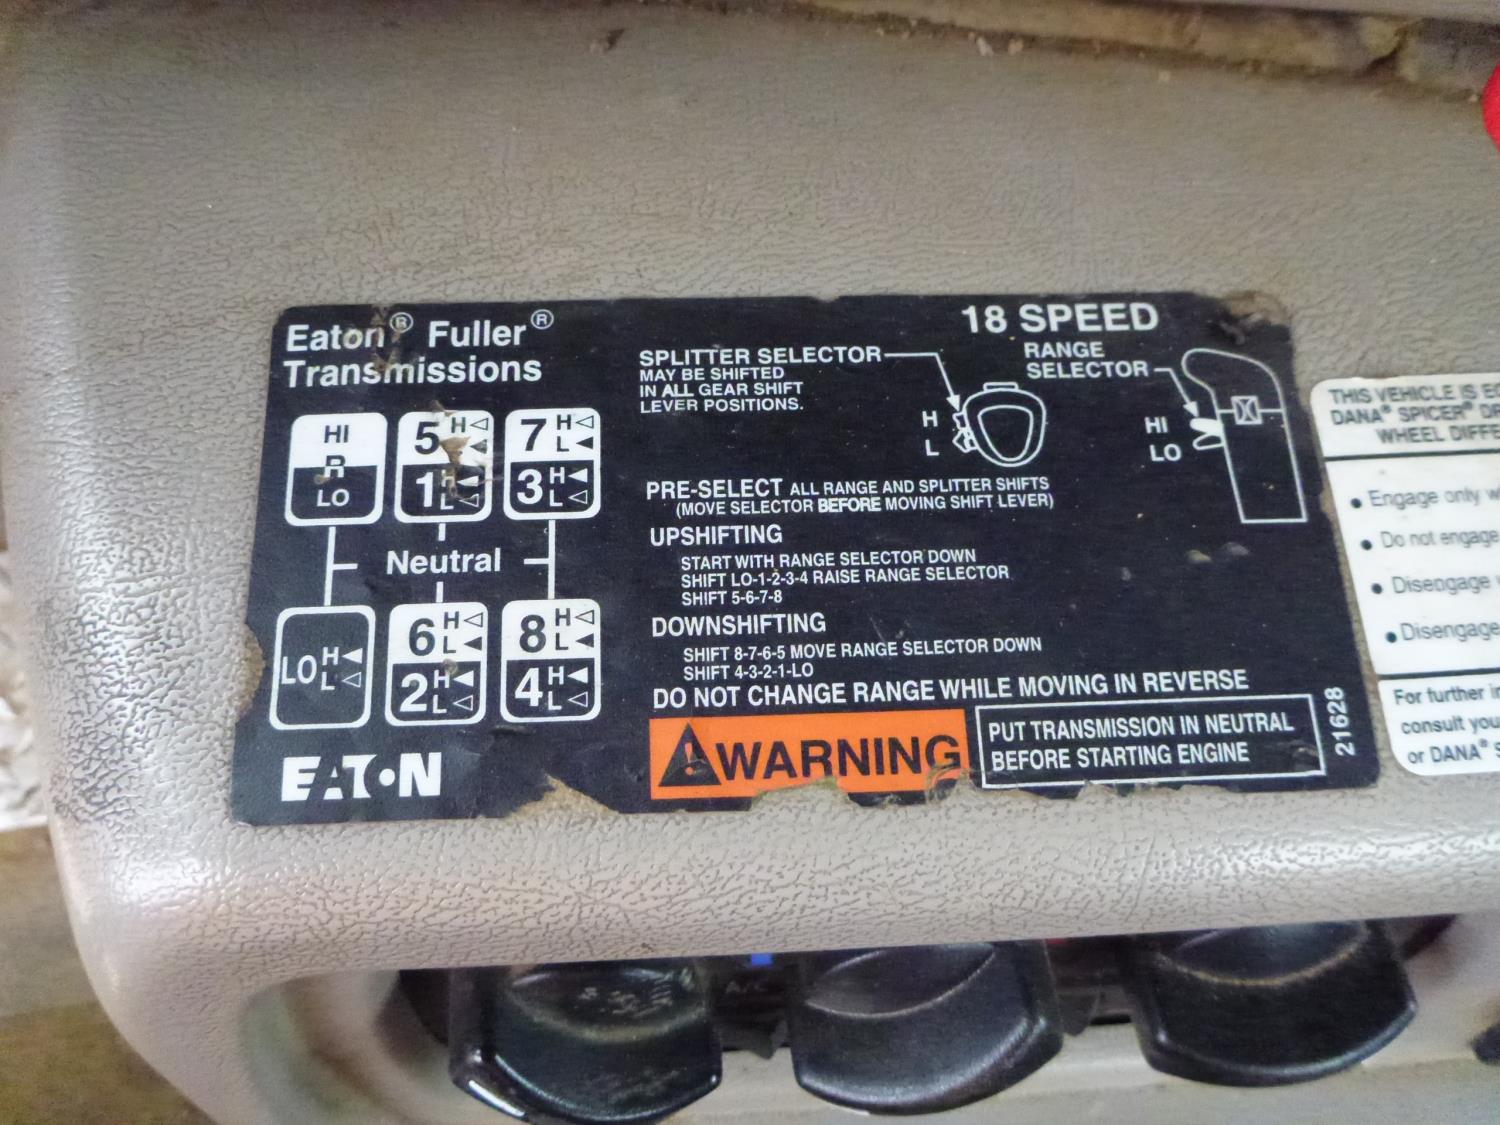 Eaton® Fuller®
Transmissions
18 SPEED
SPLITTER SELECTOR
MAY BE SHIFTED
IN ALL GEAR SHIFT
LEVER POSITIONS.
H
L
RANGE
SELECTOR
HI
LO
HI
R
LO
5 H
1 H
L
7 H
L
3 H
L
Neutral
LO H
L
6 H
L
2 H
L
8 H
L
4 H
L
PRE-SELECT ALL RANGE AND SPLITTER SHIFTS
(MOVE SELECTOR BEFORE MOVING SHIFT LEVER)
UPSHIFTING
START WITH RANGE SELECTOR DOWN
SHIFT LO-1-2-3-4 RAISE RANGE SELECTOR
SHIFT 5-6-7-8
DOWNSHIFTING
SHIFT 8-7-6-5 MOVE RANGE SELECTOR DOWN
SHIFT 4-3-2-1-LO
DO NOT CHANGE RANGE WHILE MOVING IN REVERSE
WARNING
PUT TRANSMISSION IN NEUTRAL
BEFORE STARTING ENGINE
21628
EATON
THIS VEHICLE IS
DANA® SPICER®
WHEEL
• Engage only
• Do not engage
• Disengage
• Disengage
For further
consult
or DANA®
A/C